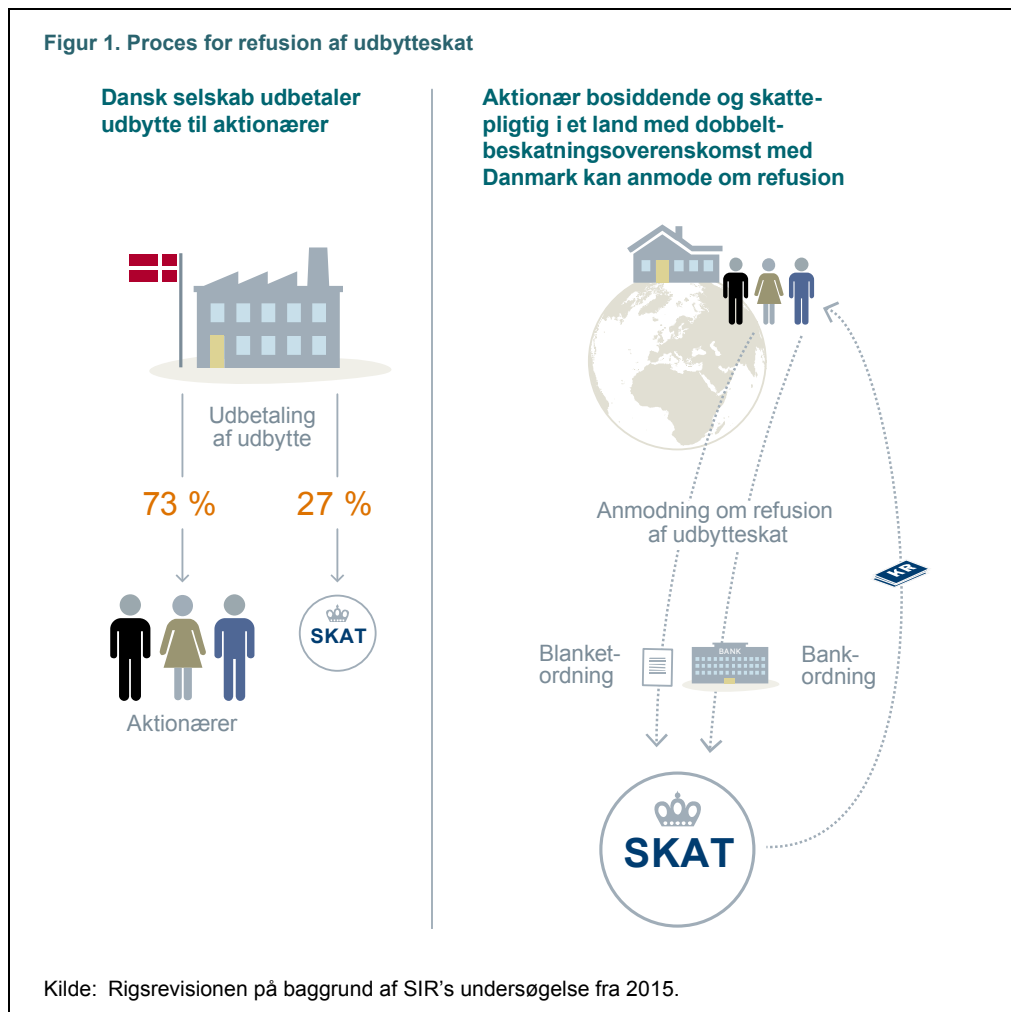 Figur 1. Proces for refusion af udbytteskat
Dansk selskab udbetaler
udbytte til aktionærer
Udbetaling
af udbytte
73 %
27 %
SKAT
Aktionærer
Aktionær bosiddende og skatte-
pligtig i et land med dobbelt-
beskatningsoverenskomst med
Danmark kan anmode om refusion
Anmodning om refusion
af udbytteskat
KR
Blanket-
ordning
BANK
Bank-
ordning
SKAT
Kilde: Rigsrevisionen på baggrund af SIR's undersøgelse fra 2015.